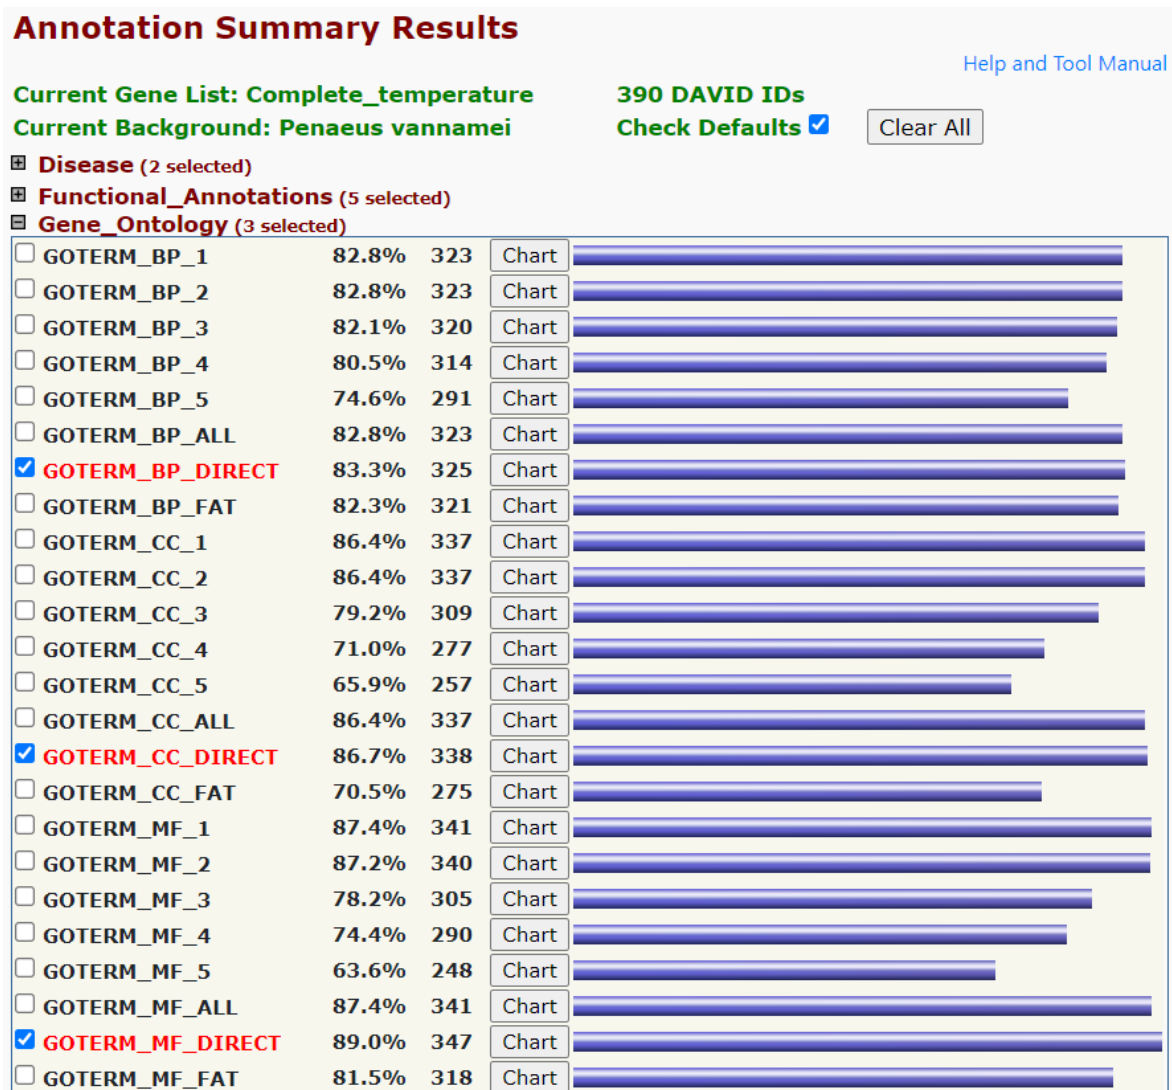 Annotation Summary Results
Help and Tool Manual
Current Gene List: Complete_temperature 390 DAVID IDs
Current Background: Penaeus vannamei Check Defaults Clear All
Disease (2 selected)
Functional_Annotations (5 selected)
Gene_Ontology (3 selected)
GOTERM_BP_1 82.8% 323 Chart
GOTERM_BP_2 82.8% 323 Chart
GOTERM_BP_3 82.1% 320 Chart
GOTERM_BP_4 80.5% 314 Chart
GOTERM_BP_5 74.6% 291 Chart
GOTERM_BP_ALL 82.8% 323 Chart
GOTERM_BP_DIRECT 83.3% 325 Chart
GOTERM_BP_FAT 82.3% 321 Chart
GOTERM_CC_1 86.4% 337 Chart
GOTERM_CC_2 86.4% 337 Chart
GOTERM_CC_3 79.2% 309 Chart
GOTERM_CC_4 71.0% 277 Chart
GOTERM_CC_5 65.9% 257 Chart
GOTERM_CC_ALL 86.4% 337 Chart
GOTERM_CC_DIRECT 86.7% 338 Chart
GOTERM_CC_FAT 70.5% 275 Chart
GOTERM_MF_1 87.4% 341 Chart
GOTERM_MF_2 87.2% 340 Chart
GOTERM_MF_3 78.2% 305 Chart
GOTERM_MF_4 74.4% 290 Chart
GOTERM_MF_5 63.6% 248 Chart
GOTERM_MF_ALL 87.4% 341 Chart
GOTERM_MF_DIRECT 89.0% 347 Chart
GOTERM_MF_FAT 81.5% 318 Chart